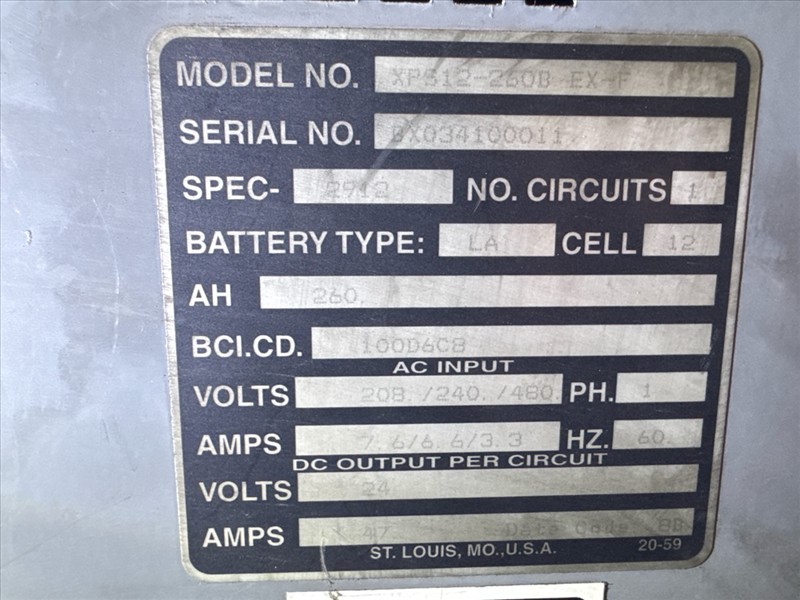 MODEL NO. XPS12-260B EX-F
SERIAL NO. BX034100011
SPEC- 2912 NO. CIRCUITS 1
BATTERY TYPE: LA CELL 12
AH 260.
BCI.CD. 100D6C8
AC INPUT
VOLTS 208. /240. /480. PH. 1
AMPS 7.6/6.6/3.3 HZ. 60.
DC OUTPUT PER CIRCUIT
VOLTS 24
AMPS 47 Date Code: 8B
ST. LOUIS, MO.,U.S.A. 20-59